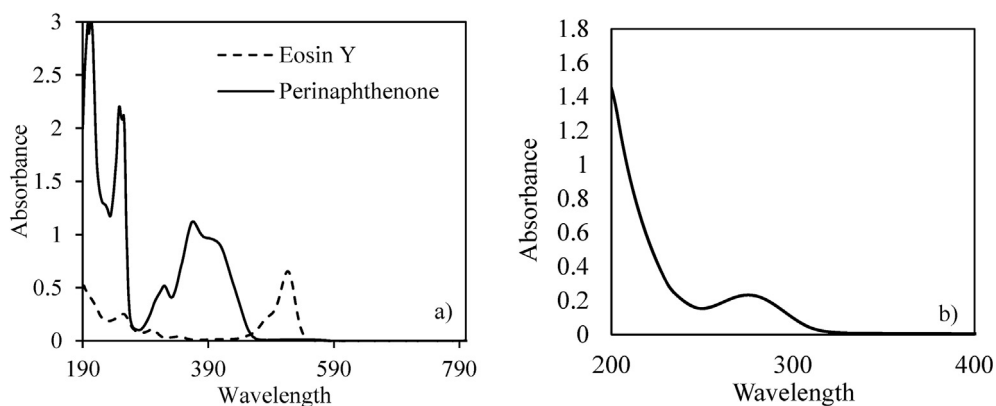 3
2.5
2
1.5
1
0.5
0
Absorbance
Eosin Y
Perinaphthenone
a)
190 390 590 790
Wavelength
1.8
1.6
1.4
1.2
1
0.8
0.6
0.4
0.2
0
Absorbance
b)
200 300 400
Wavelength